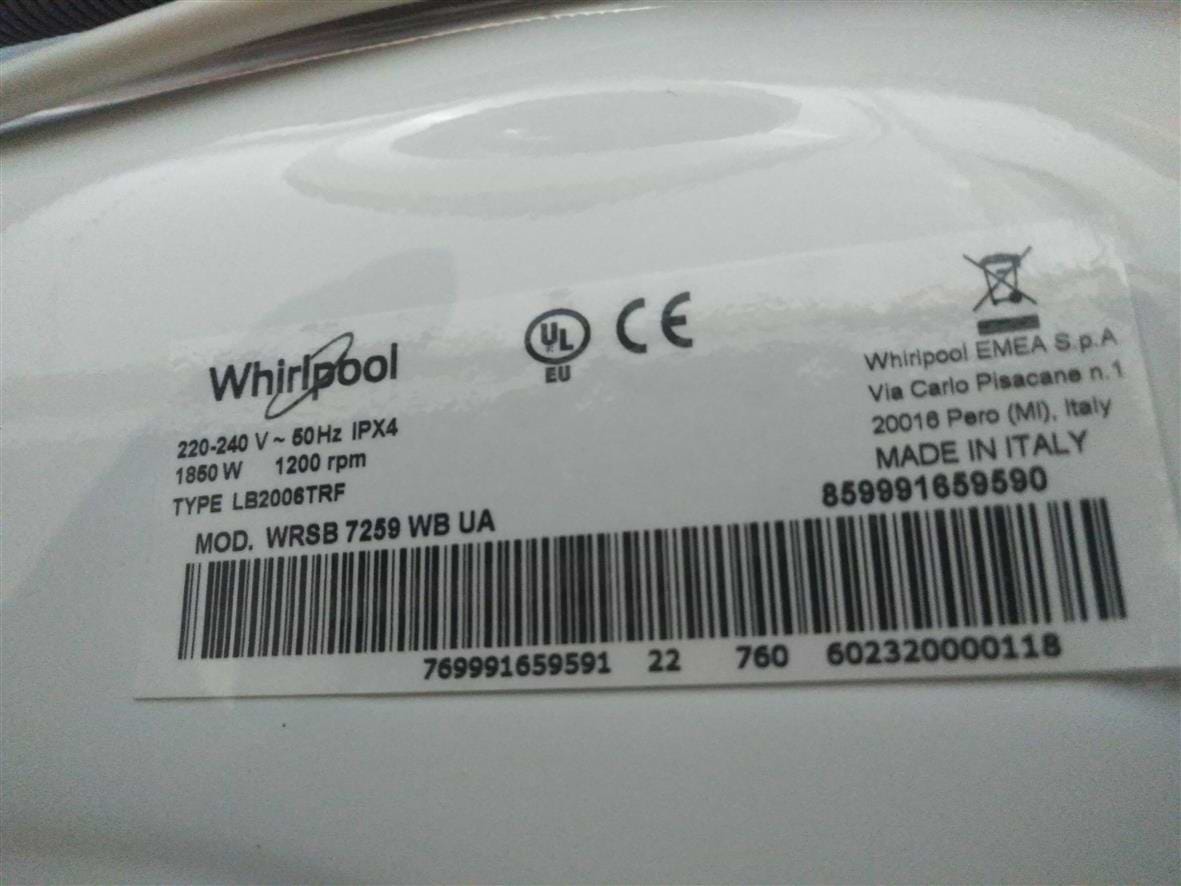 Whirlpool
220-240 V ~ 50Hz IPX4
1850 W 1200 rpm
TYPE LB2006TRF
MOD. WRSB 7259 WB UA
UL
EU
CE
Whirlpool EMEA S.p.A
Via Carlo Pisacane n.1
20016 Pero (MI), Italy
MADE IN ITALY
859991659590
769991659591 22 760 602320000118